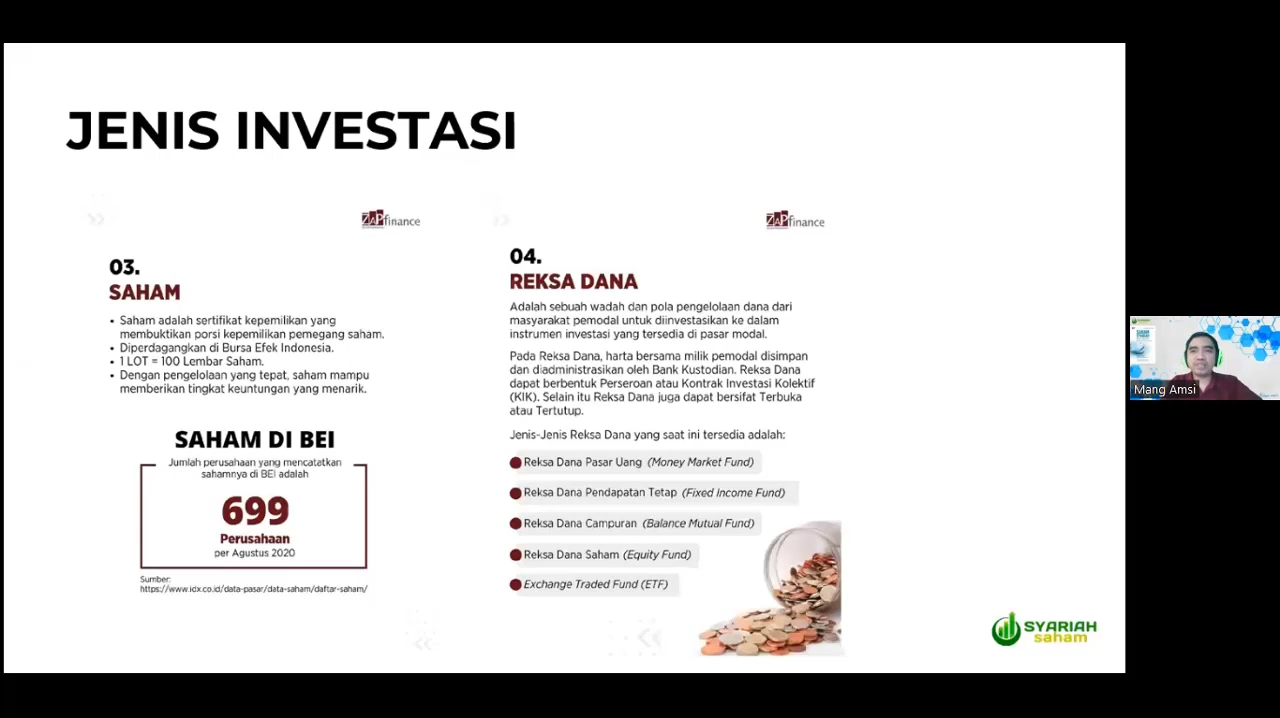 JENIS INVESTASI
ZAP finance
03.
SAHAM
• Saham adalah sertifikat kepemilikan yang
membuktikan porsi kepemilikan pemegang saham.
• Diperdagangkan di Bursa Efek Indonesia.
• 1 LOT = 100 Lembar Saham.
• Dengan pengelolaan yang tepat, saham mampu
memberikan tingkat keuntungan yang menarik.
SAHAM DI BEI
Jumlah perusahaan yang mencatatkan
sahamnya di BEI adalah
699
Perusahaan
per Agustus 2020
Sumber:
https://www.idx.co.id/data-pasar/data-saham/daftar-saham/
ZAP finance
04.
REKSA DANA
Adalah sebuah wadah dan pola pengelolaan dana dari
masyarakat pemodal untuk diinvestasikan ke dalam
instrumen investasi yang tersedia di pasar modal.
Pada Reksa Dana, harta bersama milik pemodal disimpan
dan diadministrasikan oleh Bank Kustodian. Reksa Dana
dapat berbentuk Perseroan atau Kontrak Investasi Kolektif
(KIK). Selain itu Reksa Dana juga dapat bersifat Terbuka
atau Tertutup.
Jenis-Jenis Reksa Dana yang saat ini tersedia adalah:
Reksa Dana Pasar Uang (Money Market Fund)
Reksa Dana Pendapatan Tetap (Fixed Income Fund)
Reksa Dana Campuran (Balance Mutual Fund)
Reksa Dana Saham (Equity Fund)
Exchange Traded Fund (ETF)
SYARIAH
saham
Mang Amsi